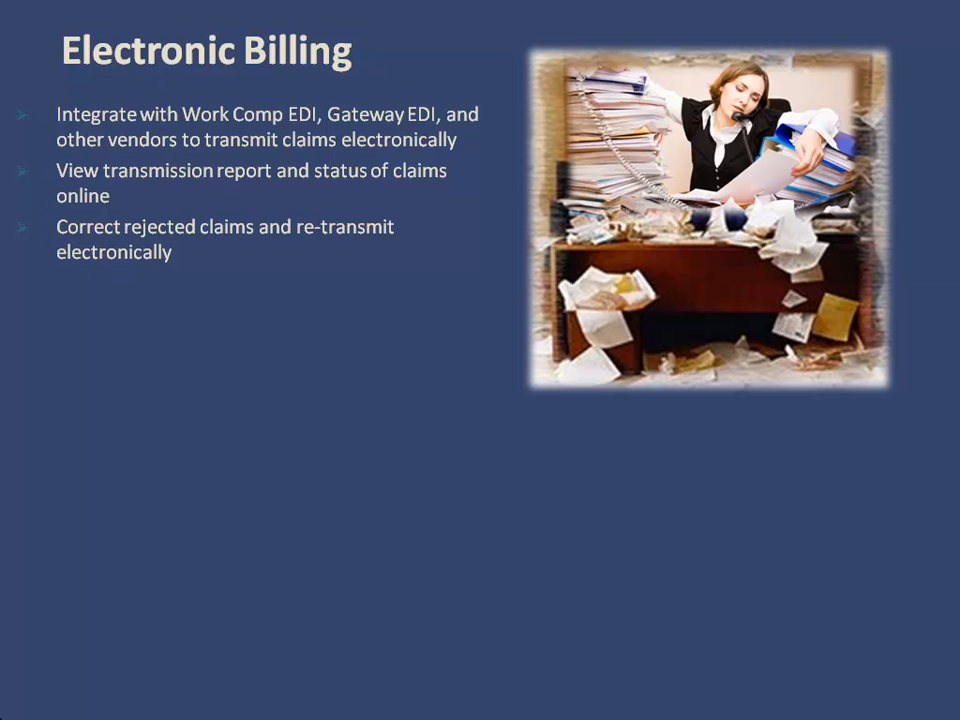 Electronic Billing
Integrate with Work Comp EDI, Gateway EDI, and
other vendors to transmit claims electronically
View transmission report and status of claims
online
Correct rejected claims and re-transmit
electronically